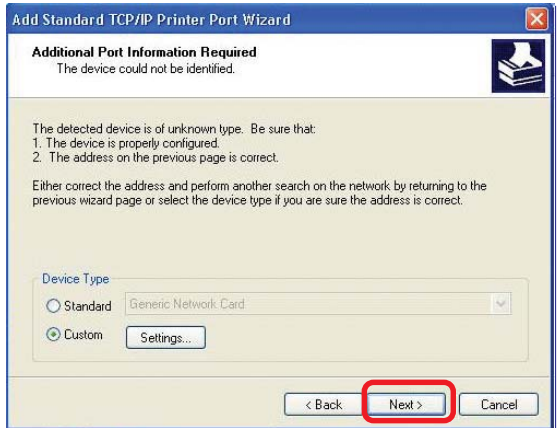 Add Standard TCP/IP Printer Port Wizard
Additional Port Information Required
The device could not be identified.
The detected device is of unknown type.  Be sure that:
1. The device is properly configured.
2.  The address on the previous page is correct.
Either correct the address and perform another search on the network by returning to the
previous wizard page or select the device type if you are sure the address is correct.
Device Type
Standard
Generic Network Card
Custom
Settings...
< Back
Next >
Cancel